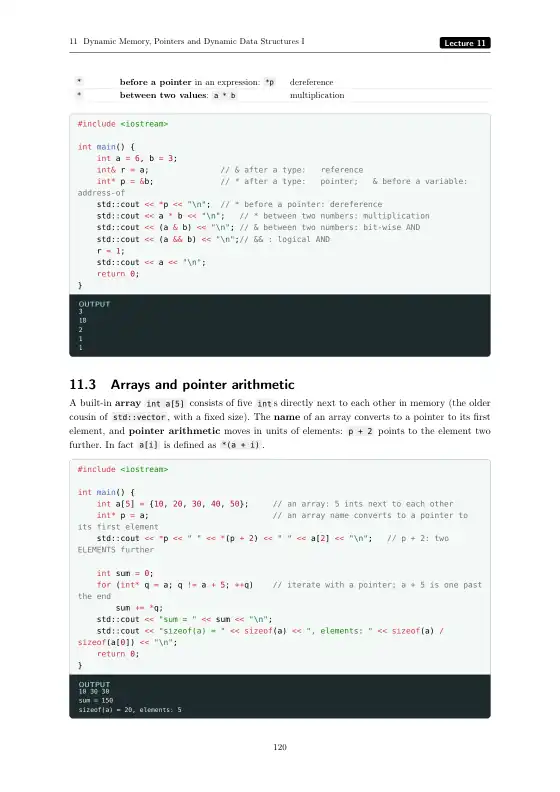 11 Dynamic Memory, Pointers and Dynamic Data Structures I
Lecture 11
* before a pointer in an expression: *p dereference
* between two values: a * b multiplication
#include <iostream>
int main() {
int a = 6, b = 3;
int& r = a; // & after a type: reference
int* p = &b; // * after a type: pointer; & before a variable:
address-of
std::cout << *p << "\n"; // * before a pointer: dereference
std::cout << a * b << "\n"; // * between two numbers: multiplication
std::cout << (a & b) << "\n"; // & between two numbers: bit-wise AND
std::cout << (a && b) << "\n";// && : logical AND
r = 1;
std::cout << a << "\n";
return 0;
}
OUTPUT
3
18
2
1
1
11.3 Arrays and pointer arithmetic
A built-in array int a[5] consists of five ints directly next to each other in memory (the older
cousin of std::vector, with a fixed size). The name of an array converts to a pointer to its first
element, and pointer arithmetic moves in units of elements: p + 2 points to the element two
further. In fact a[i] is defined as *(a + i).
#include <iostream>
int main() {
int a[5] = {10, 20, 30, 40, 50}; // an array: 5 ints next to each other
int* p = a; // an array name converts to a pointer to
its first element
std::cout << *p << " " << *(p + 2) << " " << a[2] << "\n"; // p + 2: two
ELEMENTS further
int sum = 0;
for (int* q = a; q != a + 5; ++q) // iterate with a pointer; a + 5 is one past
the end
sum += *q;
std::cout << "sum = " << sum << "\n";
std::cout << "sizeof(a) = " << sizeof(a) << ", elements: " << sizeof(a) /
sizeof(a[0]) << "\n";
return 0;
}
OUTPUT
10 30 30
sum = 150
sizeof(a) = 20, elements: 5
120